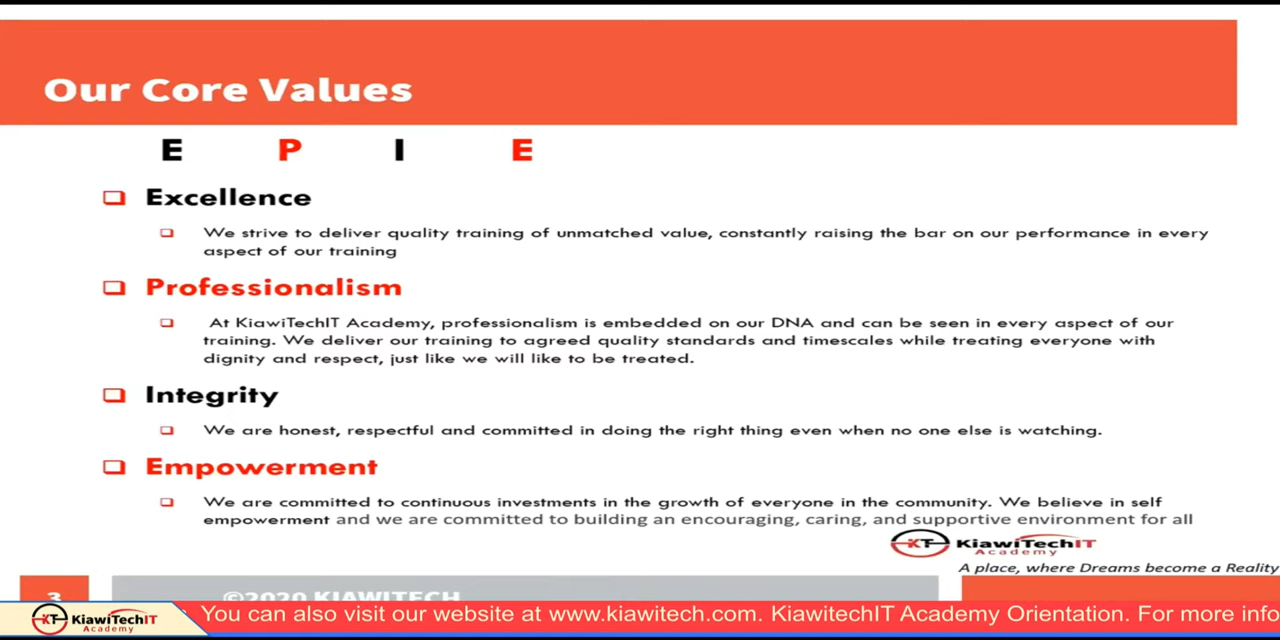 Our Core Values
E P I E
Excellence
We strive to deliver quality training of unmatched value, constantly raising the bar on our performance in every
aspect of our training
Professionalism
At KiawiTechIT Academy, professionalism is embedded on our DNA and can be seen in every aspect of our
training. We deliver our training to agreed quality standards and timescales while treating everyone with
dignity and respect, just like we will like to be treated.
Integrity
We are honest, respectful and committed in doing the right thing even when no one else is watching.
Empowerment
We are committed to continuous investments in the growth of everyone in the community. We believe in self
empowerment and we are committed to building an encouraging, caring, and supportive environment for all
KT KiawiTechIT
Academy
A place, where Dreams become a Reality
3 ©2020 KIAWITECH
KT KiawiTechIT
Academy
You can also visit our website at www.kiawitech.com. KiawitechIT Academy Orientation. For more info